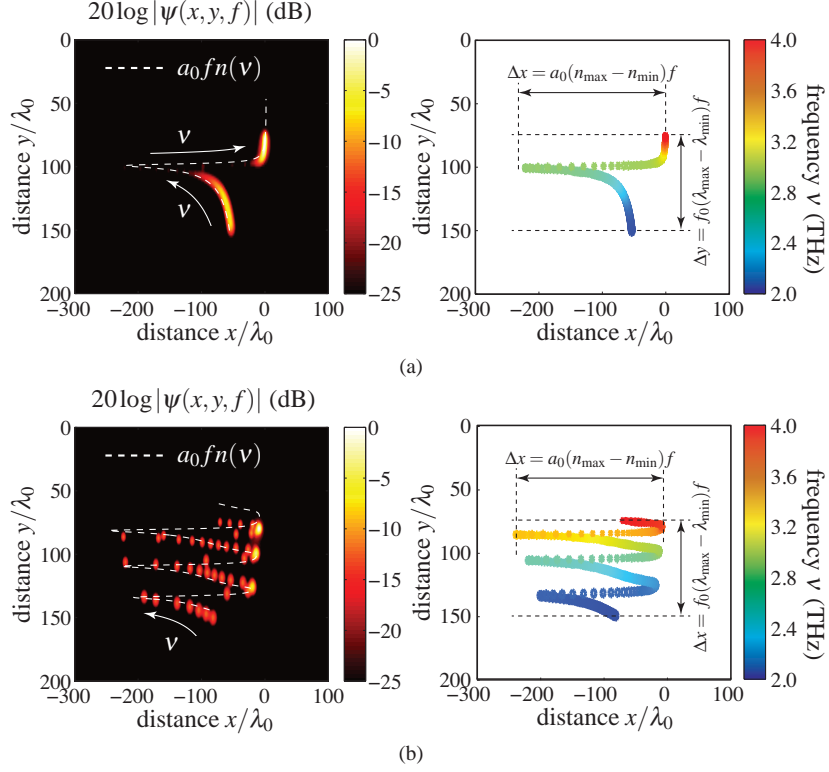 20log|ψ(x,y,f)| (dB)
a₀fn(ν)
ν
ν
distance y/λ₀
0
50
100
150
200
−300
−200
−100
0
100
distance x/λ₀
0
−5
−10
−15
−20
−25
Δx = a₀(n_max − n_min)f
Δy = f₀(λ_max − λ_min)f
distance y/λ₀
0
50
100
150
200
−300
−200
−100
0
100
distance x/λ₀
4.0
3.6
3.2
2.8
2.4
2.0
frequency ν (THz)
(a)
20log|ψ(x,y,f)| (dB)
a₀fn(ν)
ν
distance y/λ₀
0
50
100
150
200
−300
−200
−100
0
100
distance x/λ₀
0
−5
−10
−15
−20
−25
Δx = a₀(n_max − n_min)f
Δx = f₀(λ_max − λ_min)f
distance y/λ₀
0
50
100
150
200
−300
−200
−100
0
100
distance x/λ₀
4.0
3.6
3.2
2.8
2.4
2.0
frequency ν (THz)
(b)